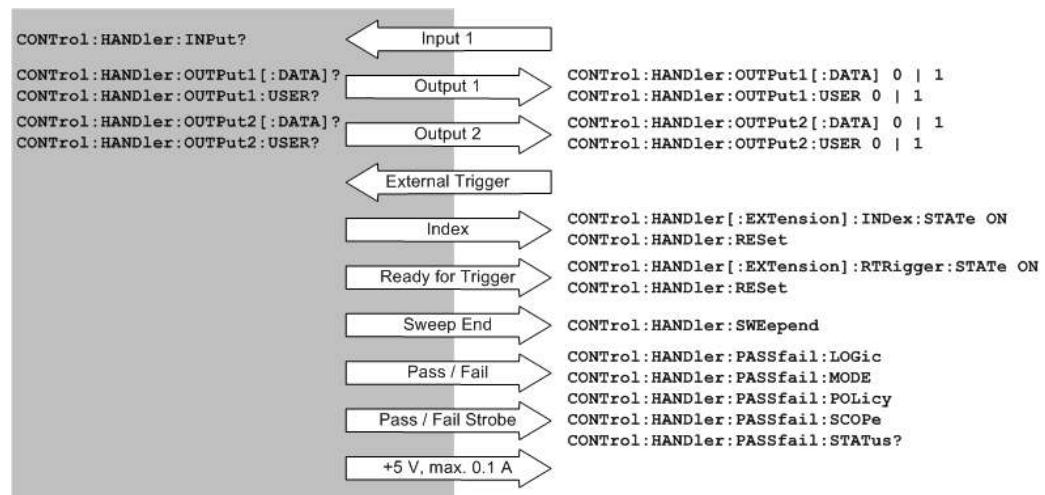 CONTrol:HANDler:INPut?
Input 1
CONTrol:HANDler:OUTPut1[:DATA]?
CONTrol:HANDler:OUTPut1:USER?
Output 1
CONTrol:HANDler:OUTPut1[:DATA] 0 | 1
CONTrol:HANDler:OUTPut1:USER 0 | 1
CONTrol:HANDler:OUTPut2[:DATA]?
CONTrol:HANDler:OUTPut2:USER?
Output 2
CONTrol:HANDler:OUTPut2[:DATA] 0 | 1
CONTrol:HANDler:OUTPut2:USER 0 | 1
External Trigger
Index
CONTrol:HANDler[:EXTension]:INDex:STATe ON
CONTrol:HANDler:RESet
Ready for Trigger
CONTrol:HANDler[:EXTension]:RTRigger:STATe ON
CONTrol:HANDler:RESet
Sweep End
CONTrol:HANDler:SWEepend
Pass / Fail
CONTrol:HANDler:PASSfail:LOGic
CONTrol:HANDler:PASSfail:MODE
CONTrol:HANDler:PASSfail:POLicy
Pass / Fail Strobe
CONTrol:HANDler:PASSfail:SCOPe
CONTrol:HANDler:PASSfail:STATus?
+5 V, max. 0.1 A